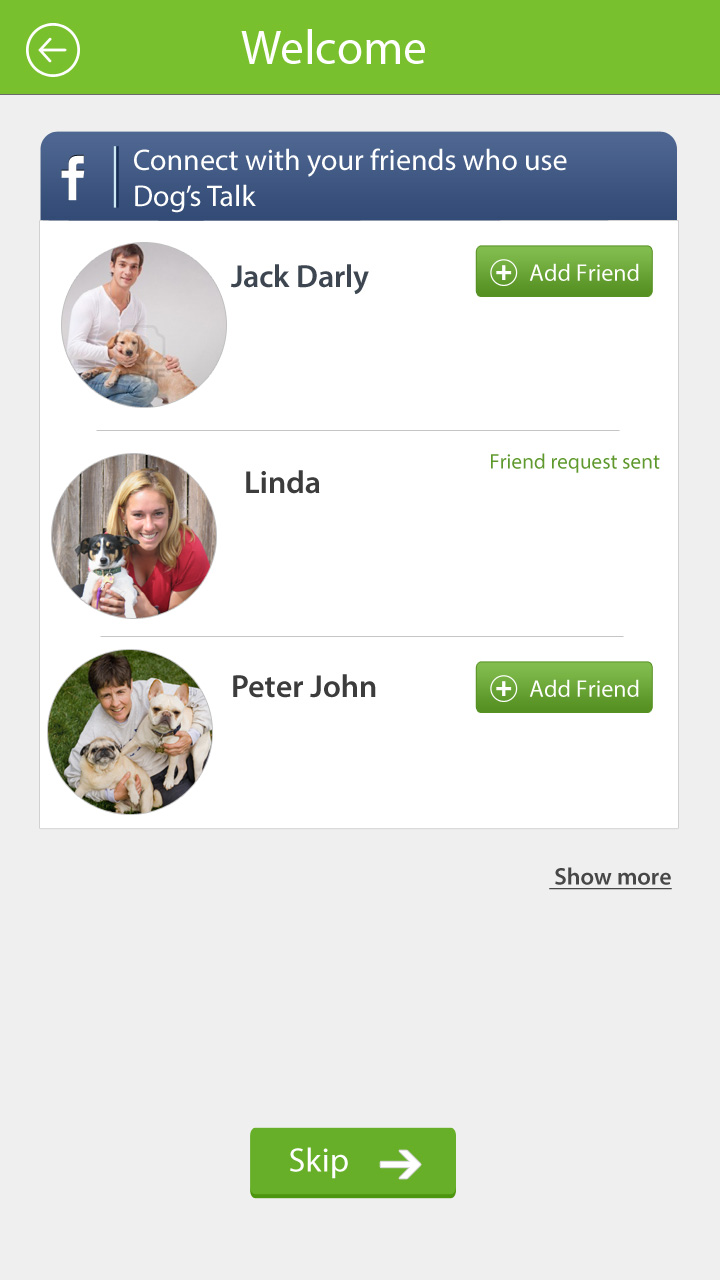 Welcome
f
Connect with your friends who use
Dog's Talk
Jack Darly
Add Friend
Friend request sent
Linda
Peter John
Add Friend
Show more
Skip